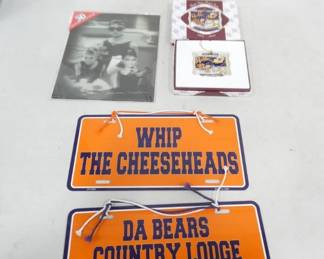 WHIP
THE CHEESEHEADS
DA BEARS
COUNTRY LODGE